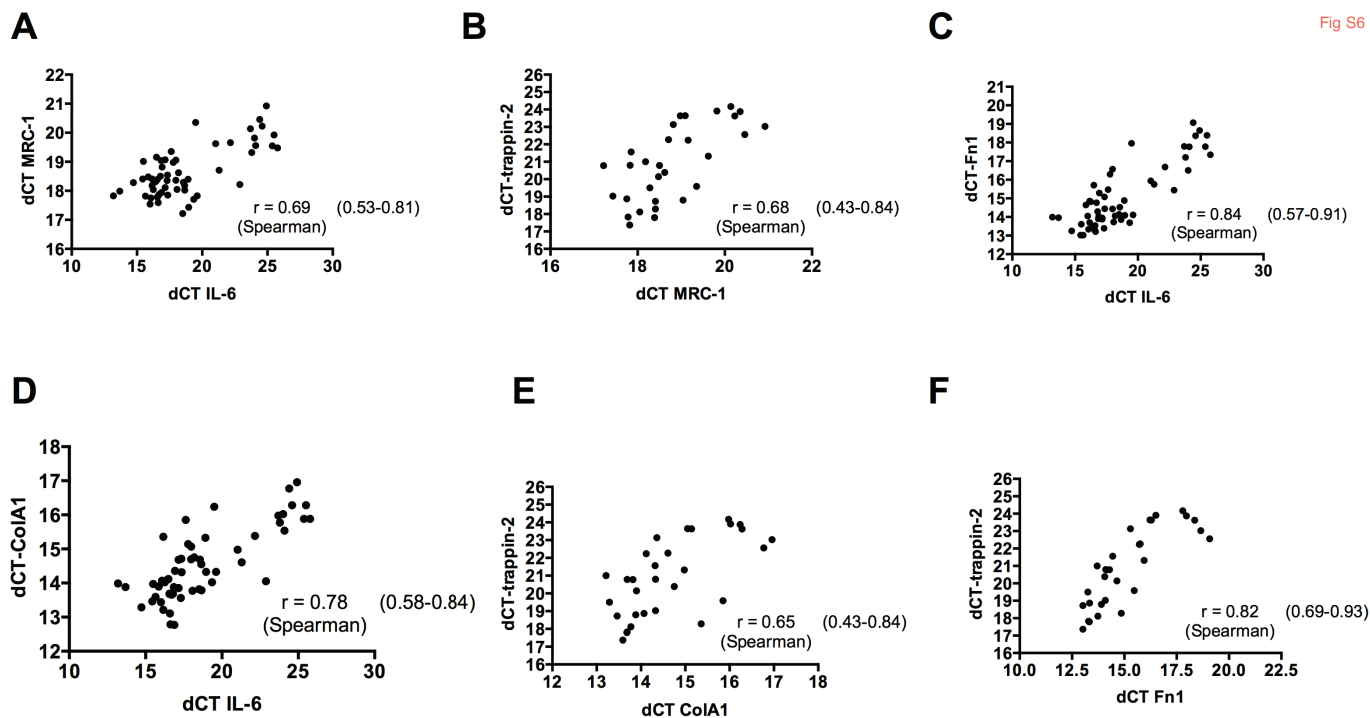 Fig S6
A
dCT MRC-1
22
21
20
19
18
17
16
10
15
20
25
30
r = 0.69 (0.53-0.81)
(Spearman)
dCT IL-6
B
dCT-trappin-2
26
25
24
23
22
21
20
19
18
17
16
16
18
20
22
r = 0.68 (0.43-0.84)
(Spearman)
dCT MRC-1
C
dCT-Fn1
21
20
19
18
17
16
15
14
13
12
10
15
20
25
30
r = 0.84 (0.57-0.91)
(Spearman)
dCT IL-6
D
dCT-ColA1
18
17
16
15
14
13
12
10
15
20
25
30
r = 0.78 (0.58-0.84)
(Spearman)
dCT IL-6
E
dCT-trappin-2
26
25
24
23
22
21
20
19
18
17
16
12
13
14
15
16
17
18
r = 0.65 (0.43-0.84)
(Spearman)
dCT ColA1
F
dCT-trappin-2
26
25
24
23
22
21
20
19
18
17
16
10.0
12.5
15.0
17.5
20.0
22.5
r = 0.82 (0.69-0.93)
(Spearman)
dCT Fn1